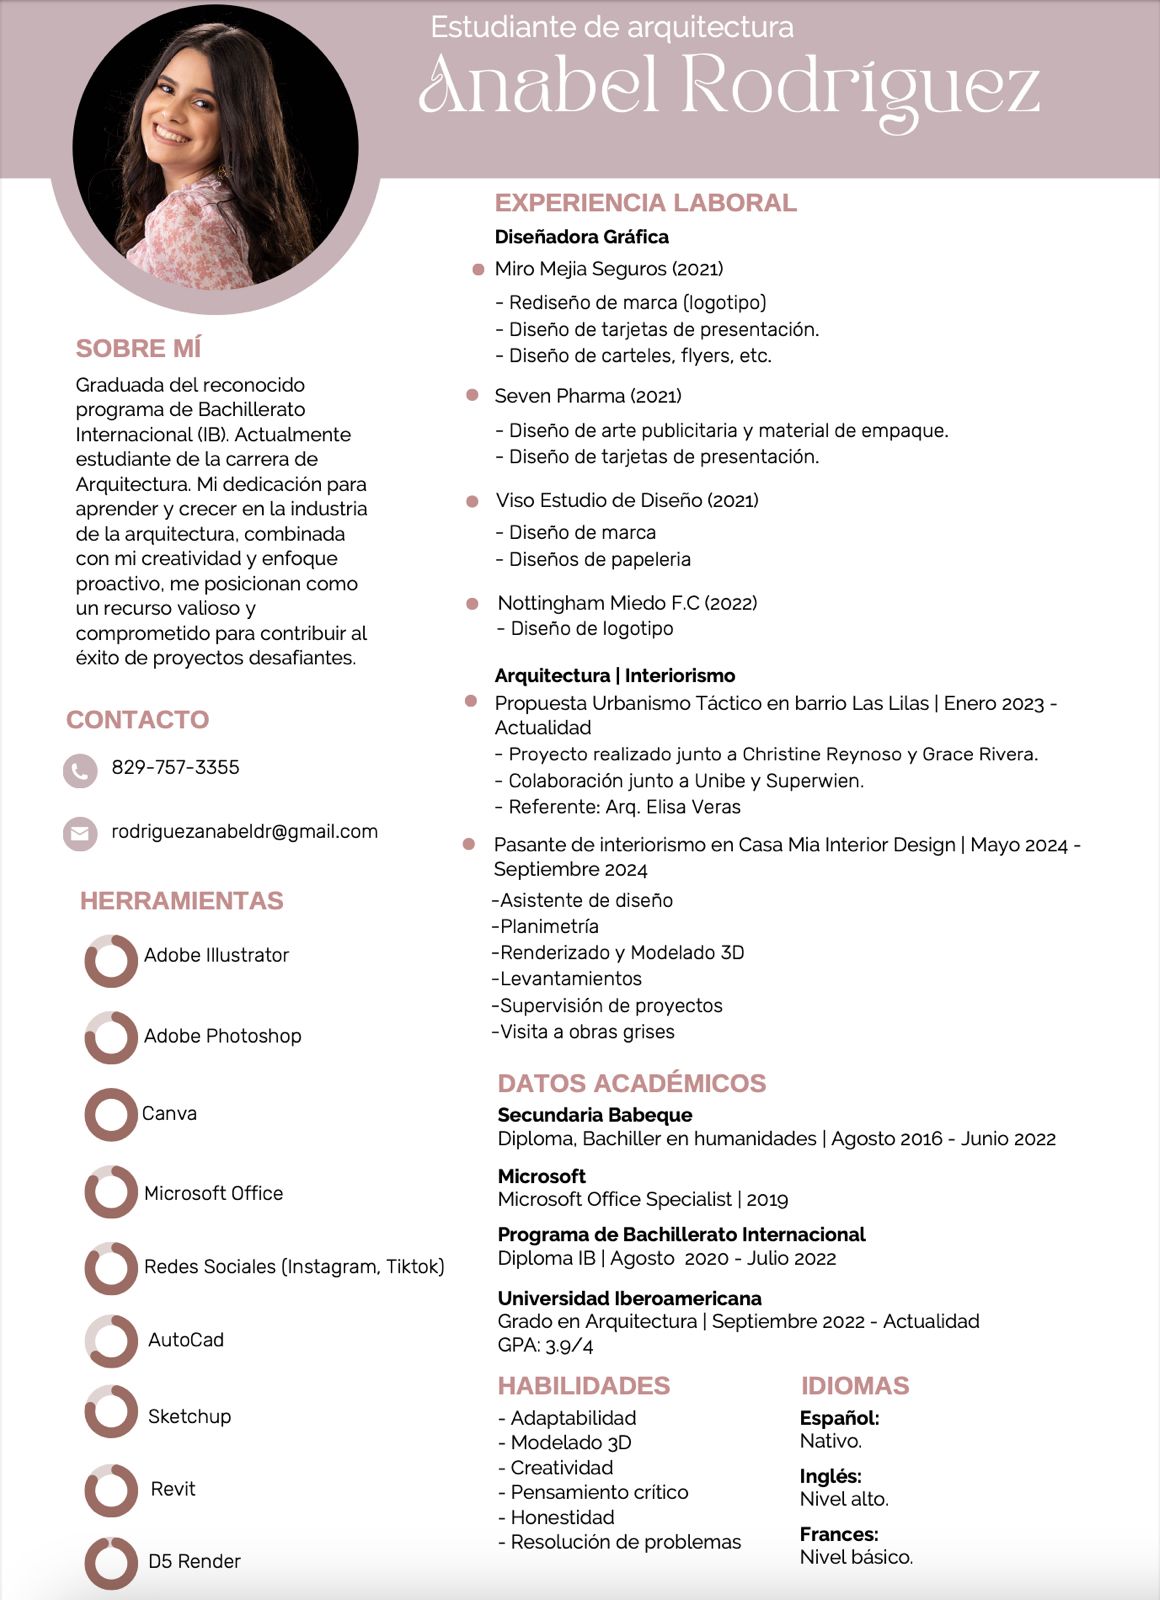 Estudiante de arquitectura
Anabel Rodríguez
SOBRE MÍ
Graduada del reconocido
programa de Bachillerato
Internacional (IB). Actualmente
estudiante de la carrera de
Arquitectura. Mi dedicación para
aprender y crecer en la industria
de la arquitectura, combinada
con mi creatividad y enfoque
proactivo, me posicionan como
un recurso valioso y
comprometido para contribuir al
éxito de proyectos desafiantes.
CONTACTO
829-757-3355
rodriguezanabeldr@gmail.com
HERRAMIENTAS
Adobe Illustrator
Adobe Photoshop
Canva
Microsoft Office
Redes Sociales (Instagram, Tiktok)
AutoCad
Sketchup
Revit
D5 Render
EXPERIENCIA LABORAL
Diseñadora Gráfica
Miro Mejia Seguros (2021)
- Rediseño de marca (logotipo)
- Diseño de tarjetas de presentación.
- Diseño de carteles, flyers, etc.
Seven Pharma (2021)
- Diseño de arte publicitaria y material de empaque.
- Diseño de tarjetas de presentación.
Viso Estudio de Diseño (2021)
- Diseño de marca
- Diseños de papeleria
Nottingham Miedo F.C (2022)
- Diseño de logotipo
Arquitectura | Interiorismo
Propuesta Urbanismo Táctico en barrio Las Lilas | Enero 2023 -
Actualidad
- Proyecto realizado junto a Christine Reynoso y Grace Rivera.
- Colaboración junto a Unibe y Superwien.
- Referente: Arq. Elisa Veras
Pasante de interiorismo en Casa Mia Interior Design | Mayo 2024 -
Septiembre 2024
-Asistente de diseño
-Planimetría
-Renderizado y Modelado 3D
-Levantamientos
-Supervisión de proyectos
-Visita a obras grises
DATOS ACADÉMICOS
Secundaria Babeque
Diploma, Bachiller en humanidades | Agosto 2016 - Junio 2022
Microsoft
Microsoft Office Specialist | 2019
Programa de Bachillerato Internacional
Diploma IB | Agosto  2020 - Julio 2022
Universidad Iberoamericana
Grado en Arquitectura | Septiembre 2022 - Actualidad
GPA: 3.9/4
HABILIDADES
- Adaptabilidad
- Modelado 3D
- Creatividad
- Pensamiento crítico
- Honestidad
- Resolución de problemas
IDIOMAS
Español:
Nativo.
Inglés:
Nivel alto.
Frances:
Nivel básico.